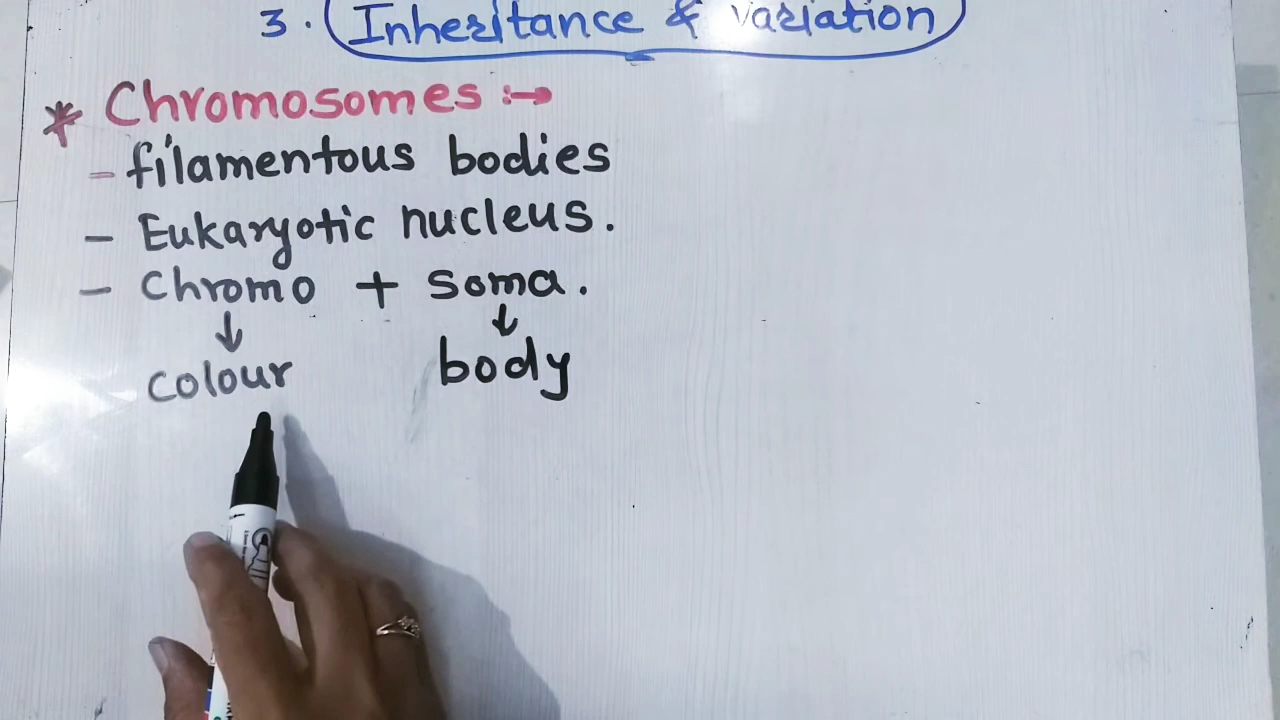 3. Inheritance & variation
* Chromosomes :→
- filamentous bodies
- Eukaryotic nucleus.
- Chromo + Soma.
↓ ↓
colour body